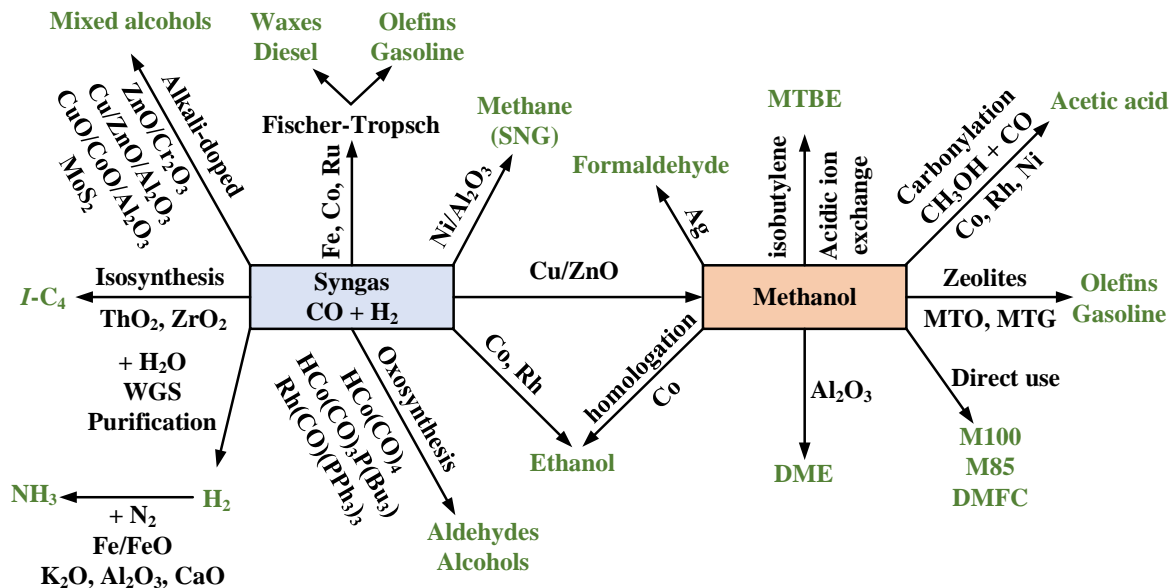 Mixed alcohols
Alkali-doped
ZnO/Cr₂O₃
Cu/ZnO/Al₂O₃
CuO/CoO/Al₂O₃
MoS₂
Waxes
Diesel
Olefins
Gasoline
Fischer-Tropsch
Fe, Co, Ru
Methane
(SNG)
Ni/Al₂O₃
Isosynthesis
I-C₄
ThO₂, ZrO₂
Syngas
CO + H₂
+ H₂O
WGS
Purification
H₂
NH₃
+ N₂
Fe/FeO
K₂O, Al₂O₃, CaO
Oxosynthesis
HCo(CO)₄
HCo(CO)₃P(Bu₃)
Rh(CO)(PPh₃)₃
Aldehydes
Alcohols
Co, Rh
Ethanol
Cu/ZnO
homologation
Co
Methanol
Formaldehyde
Ag
MTBE
isobutylene
Acidic ion
exchange
Acetic acid
Carbonylation
CH₃OH + CO
Co, Rh, Ni
Zeolites
MTO, MTG
Olefins
Gasoline
Al₂O₃
DME
Direct use
M100
M85
DMFC